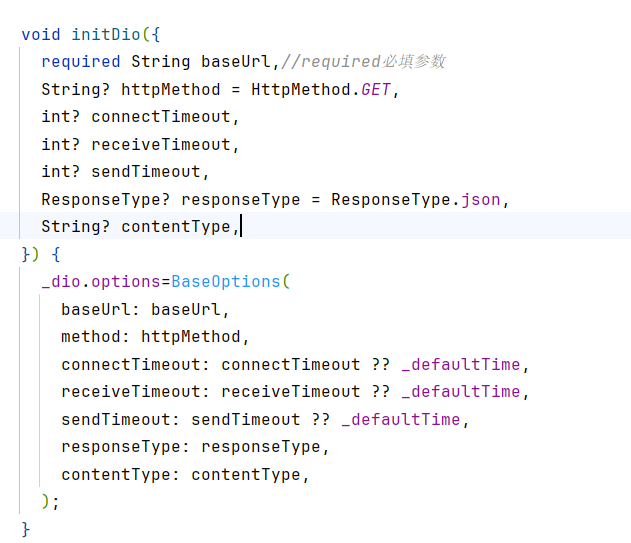 void initDio({
  required String baseUrl,//required必填参数
  String? httpMethod = HttpMethod.GET,
  int? connectTimeout,
  int? receiveTimeout,
  int? sendTimeout,
  ResponseType? responseType = ResponseType.json,
  String? contentType,
}) {
  _dio.options=BaseOptions(
    baseUrl: baseUrl,
    method: httpMethod,
    connectTimeout: connectTimeout ?? _defaultTime,
    receiveTimeout: receiveTimeout ?? _defaultTime,
    sendTimeout: sendTimeout ?? _defaultTime,
    responseType: responseType,
    contentType: contentType,
  );
}